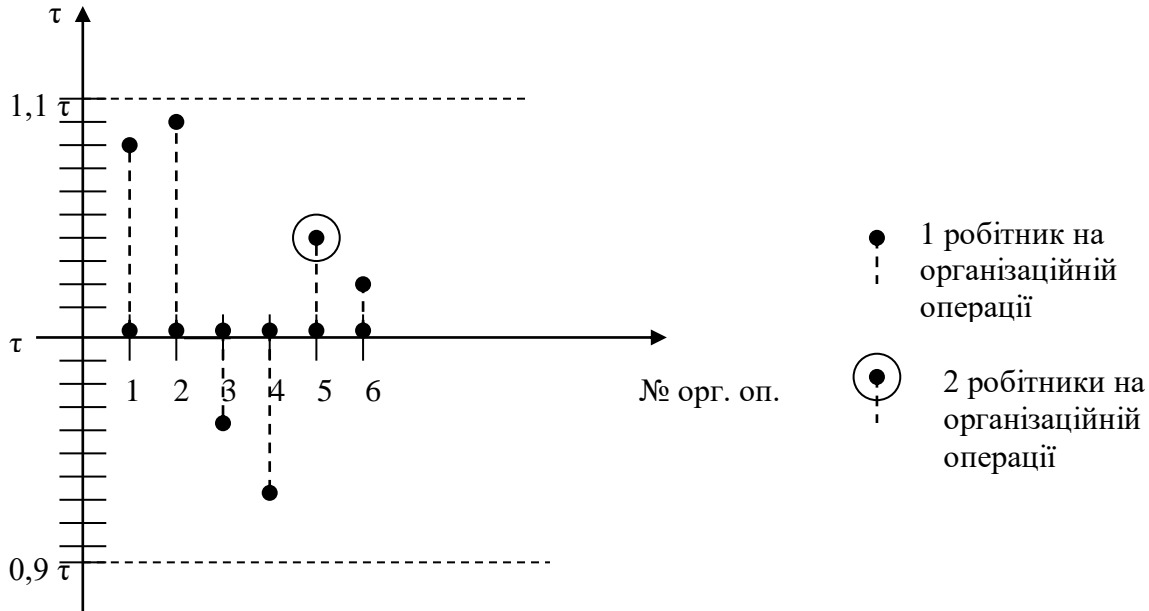 τ
1,1 τ
τ
1 2 3 4 5 6
№ орг. оп.
0,9 τ
1 робітник на
організаційній
операції
2 робітники на
організаційній
операції